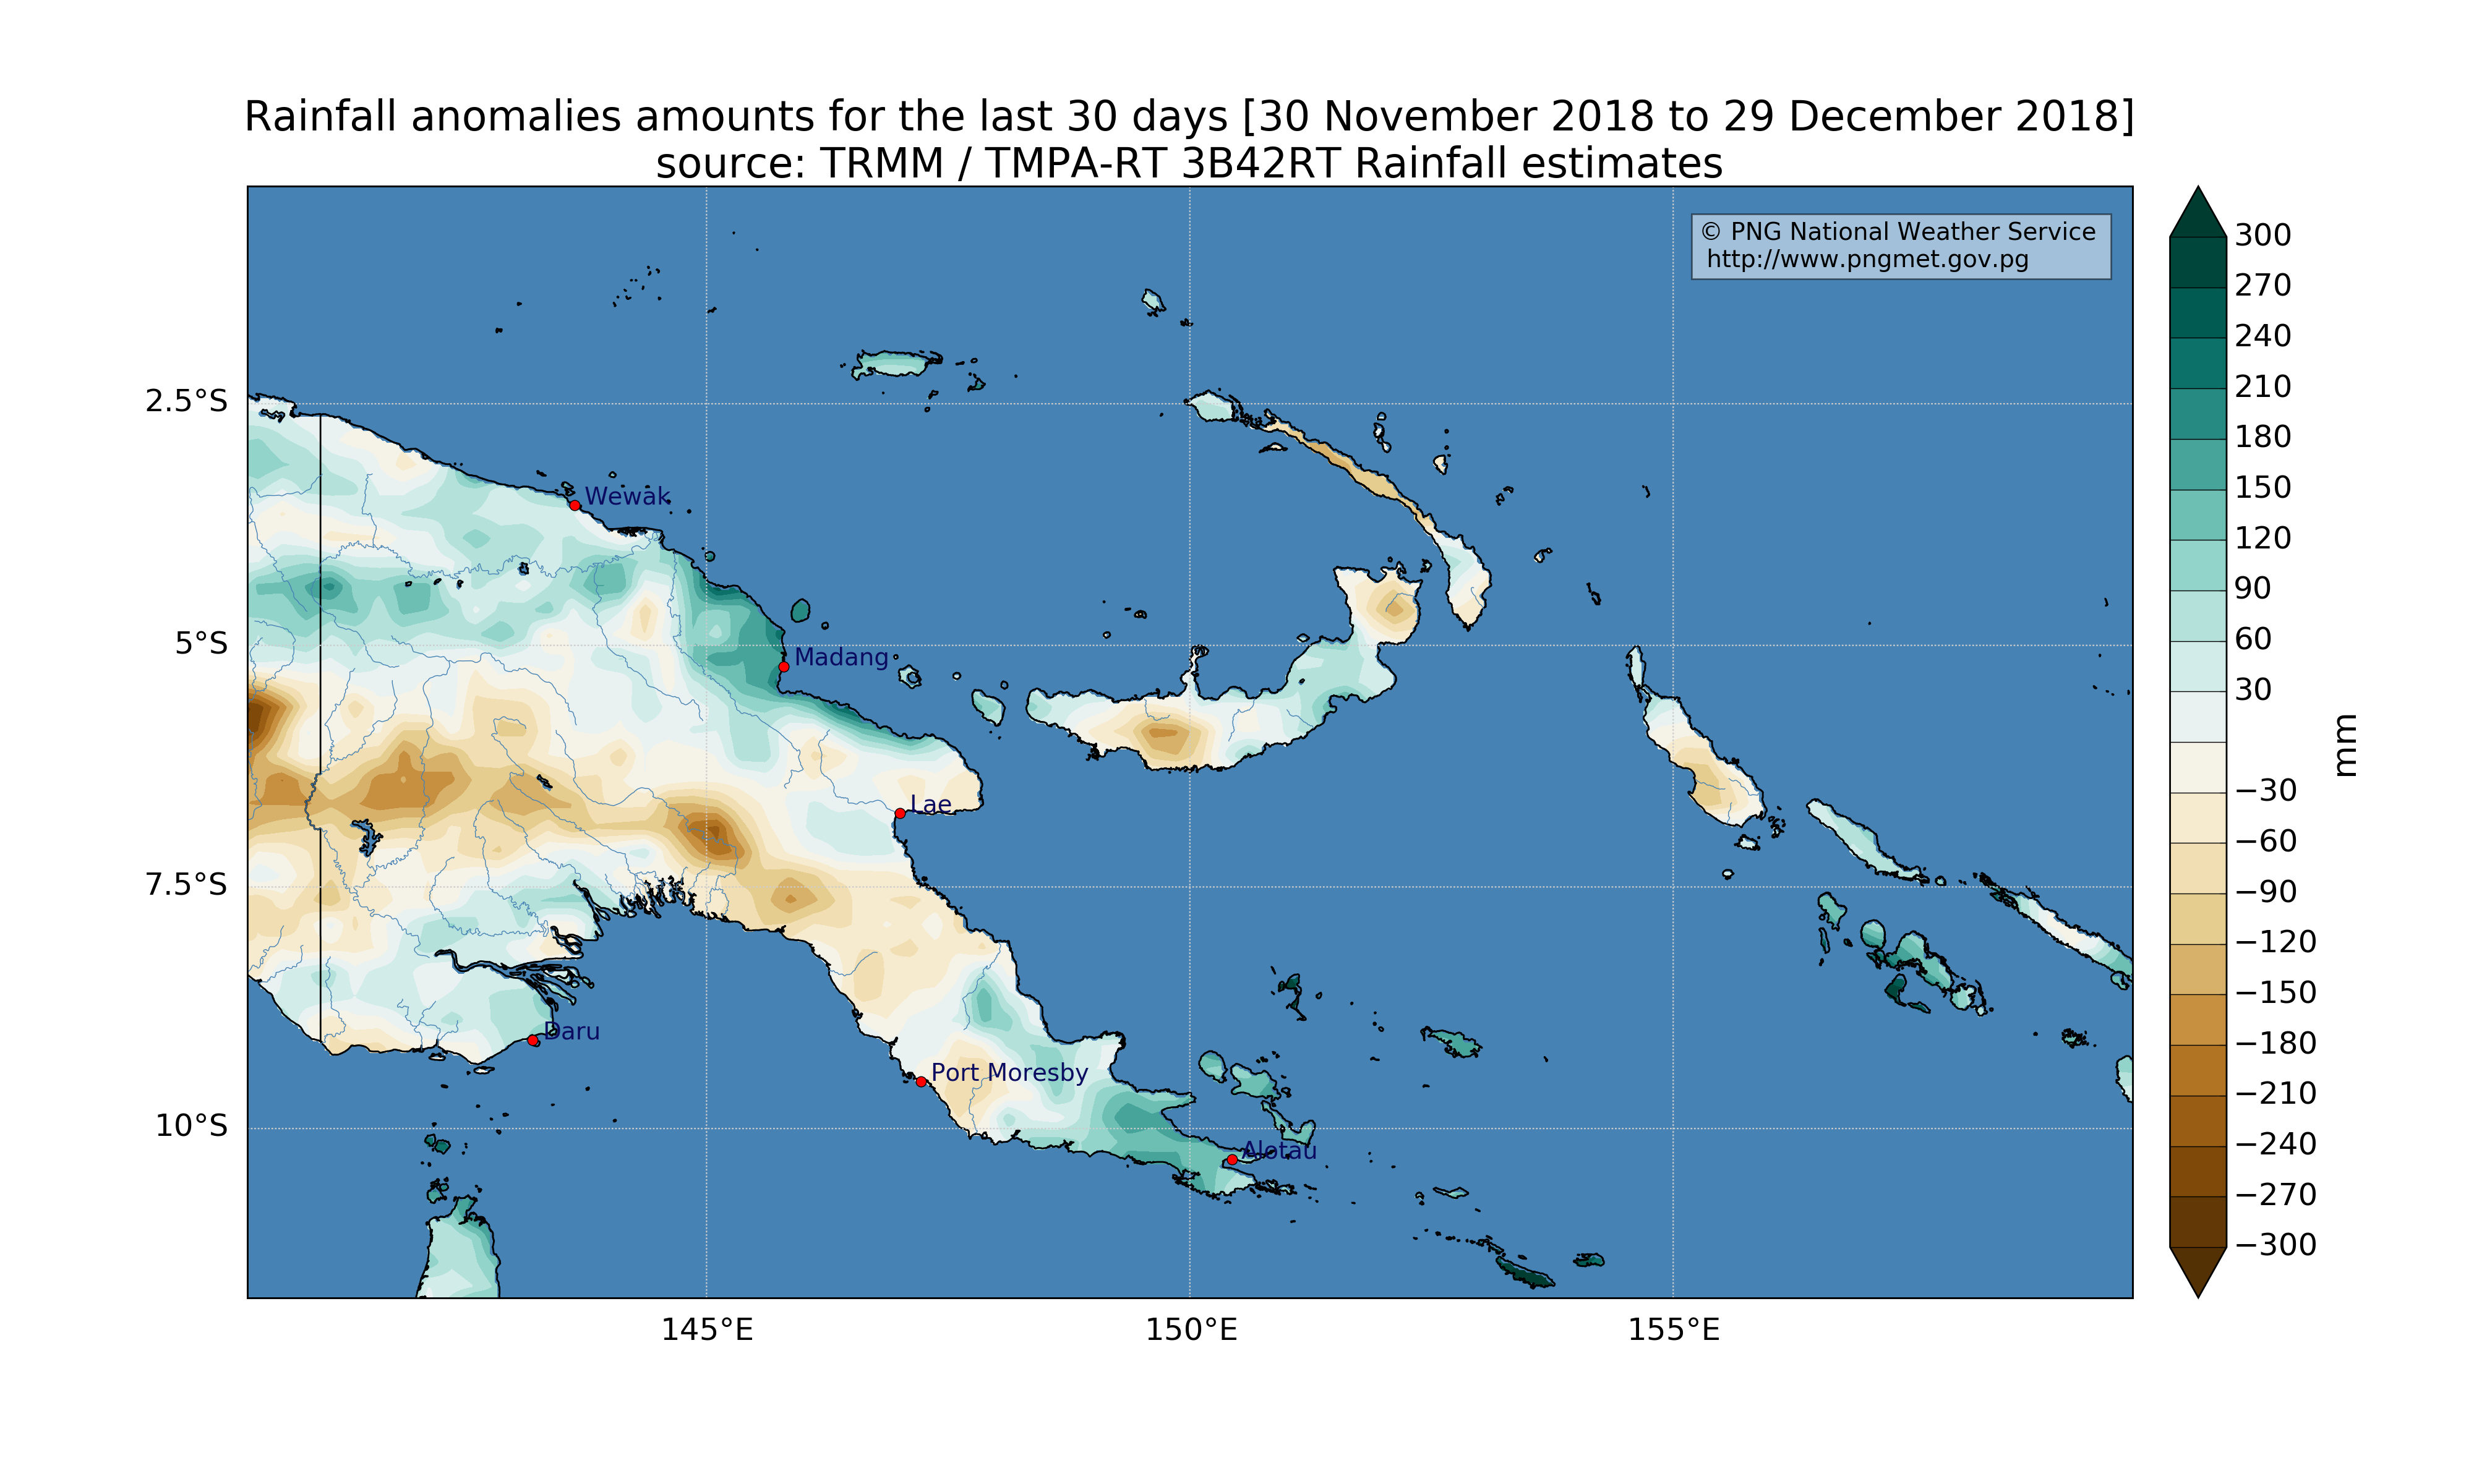 Rainfall anomalies amounts for the last 30 days [30 November 2018 to 29 December 2018]
source: TRMM / TMPA-RT 3B42RT Rainfall estimates
© PNG National Weather Service
http://www.pngmet.gov.pg
2.5°S
5°S
7.5°S
10°S
Wewak
Madang
Lae
Daru
Port Moresby
Alotau
145°E
150°E
155°E
300
270
240
210
180
150
120
90
60
30
−30
−60
−90
−120
−150
−180
−210
−240
−270
−300
mm